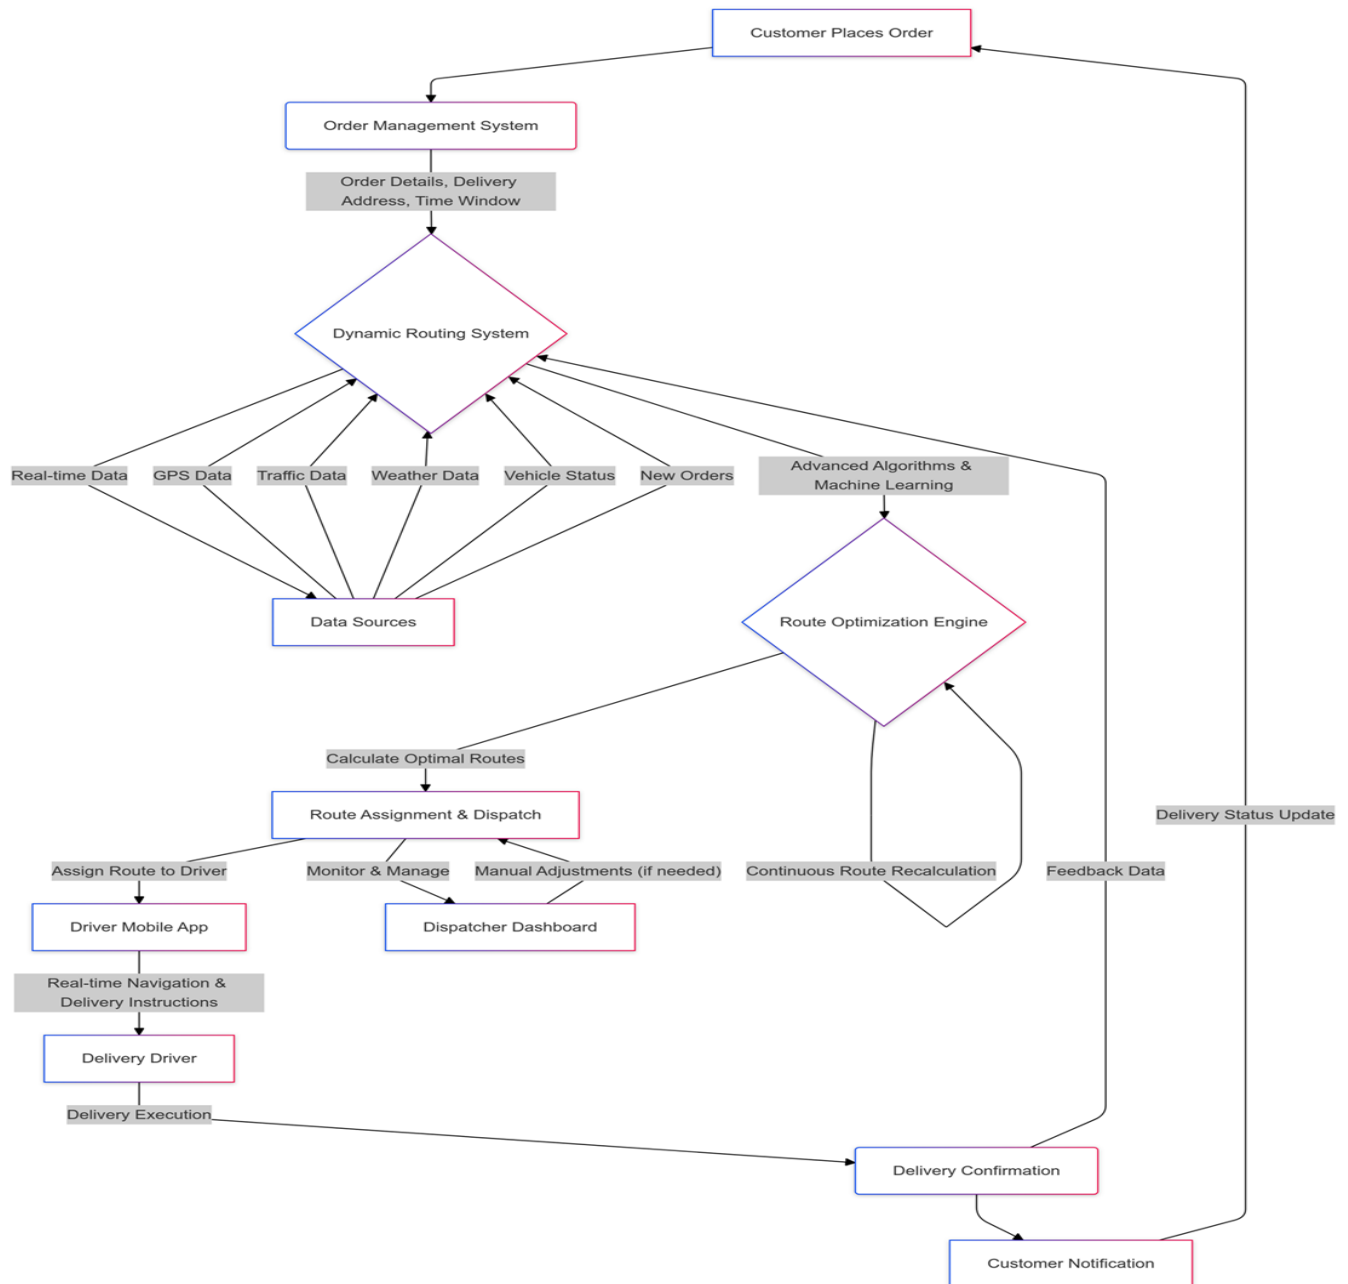 Customer Places Order
Order Management System
Order Details, Delivery
Address, Time Window
Dynamic Routing System
Real-time Data
GPS Data
Traffic Data
Weather Data
Vehicle Status
New Orders
Advanced Algorithms &
Machine Learning
Data Sources
Route Optimization Engine
Calculate Optimal Routes
Route Assignment & Dispatch
Delivery Status Update
Assign Route to Driver
Monitor & Manage
Manual Adjustments (if needed)
Continuous Route Recalculation
Feedback Data
Driver Mobile App
Dispatcher Dashboard
Real-time Navigation &
Delivery Instructions
Delivery Driver
Delivery Execution
Delivery Confirmation
Customer Notification